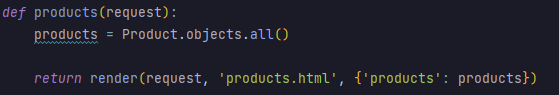 def products(request):
    products = Product.objects.all()
    return render(request, 'products.html', {'products': products})